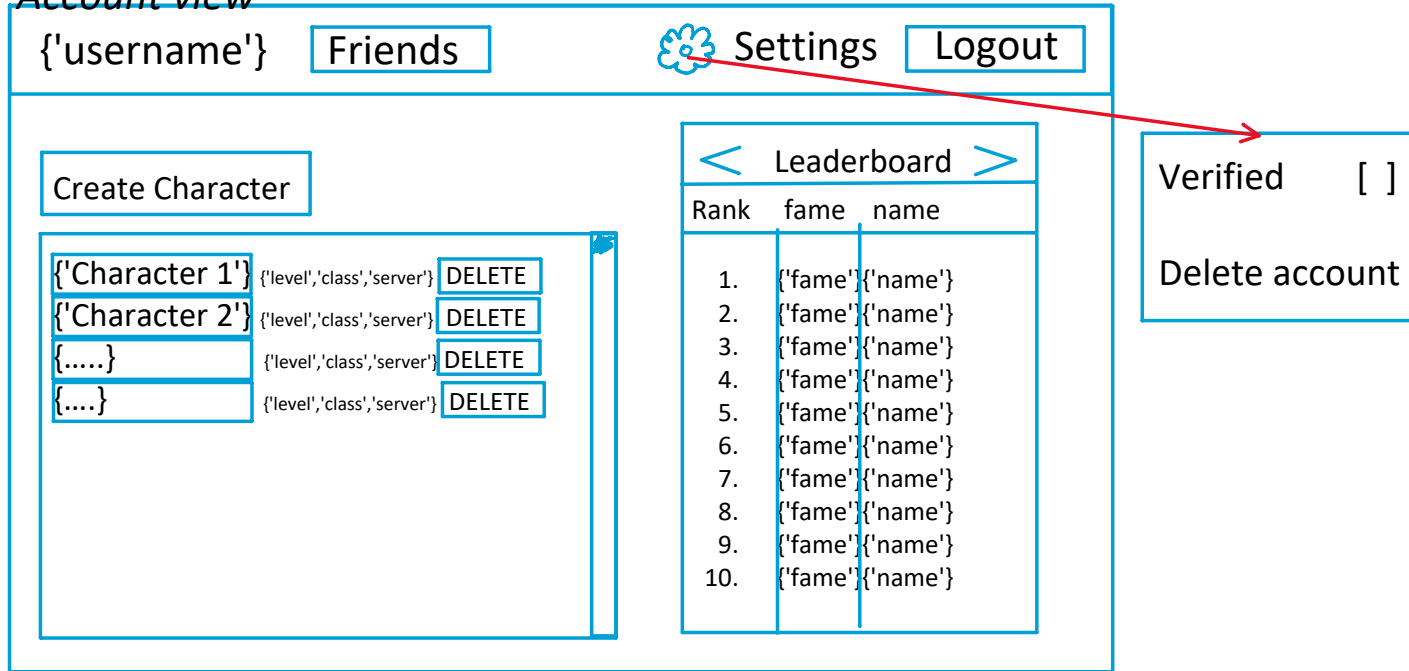 Account view
{'username'} Friends Settings Logout
Create Character
{'Character 1'} {'level','class','server'} DELETE
{'Character 2'} {'level','class','server'} DELETE
{.....} {'level','class','server'} DELETE
{....} {'level','class','server'} DELETE
< Leaderboard >
Rank fame name
1. {'fame'} {'name'}
2. {'fame'} {'name'}
3. {'fame'} {'name'}
4. {'fame'} {'name'}
5. {'fame'} {'name'}
6. {'fame'} {'name'}
7. {'fame'} {'name'}
8. {'fame'} {'name'}
9. {'fame'} {'name'}
10. {'fame'} {'name'}
Verified [ ]
Delete account